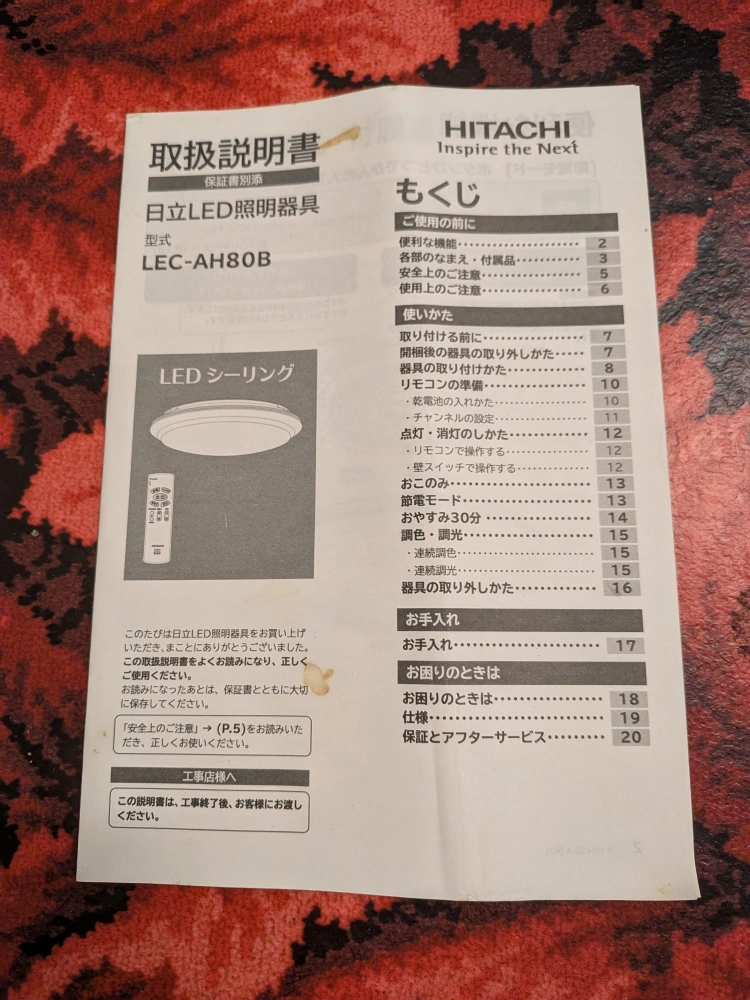 取扱説明書
保証書別添
日立LED照明器具
型式
LEC-AH80B
LED シーリング
このたびは日立LED照明器具をお買い上げ
いただき、まことにありがとうございました。
この取扱説明書をよくお読みになり、正しく
ご使用ください。
お読みになったあとは、保証書とともに大切
に保存してください。
「安全上のご注意」→ (P.5)をお読みいた
だき、正しくお使いください。
工事店様へ
この説明書は、工事終了後、お客様にお渡し
ください。
HITACHI
Inspire the Next
もくじ
ご使用の前に
便利な機能 2
各部のなまえ・付属品 3
安全上のご注意 5
使用上のご注意 6
使いかた
取り付ける前に 7
開梱後の器具の取り外しかた 7
器具の取り付けかた 8
リモコンの準備 10
・乾電池の入れかた 10
・チャンネルの設定 11
点灯・消灯のしかた 12
・リモコンで操作する 12
・壁スイッチで操作する 12
おこのみ 13
節電モード 13
おやすみ30分 14
調色・調光 15
・連続調色 15
・連続調光 15
器具の取り外しかた 16
お手入れ
お手入れ 17
お困りのときは
お困りのときは 18
仕様 19
保証とアフターサービス 20